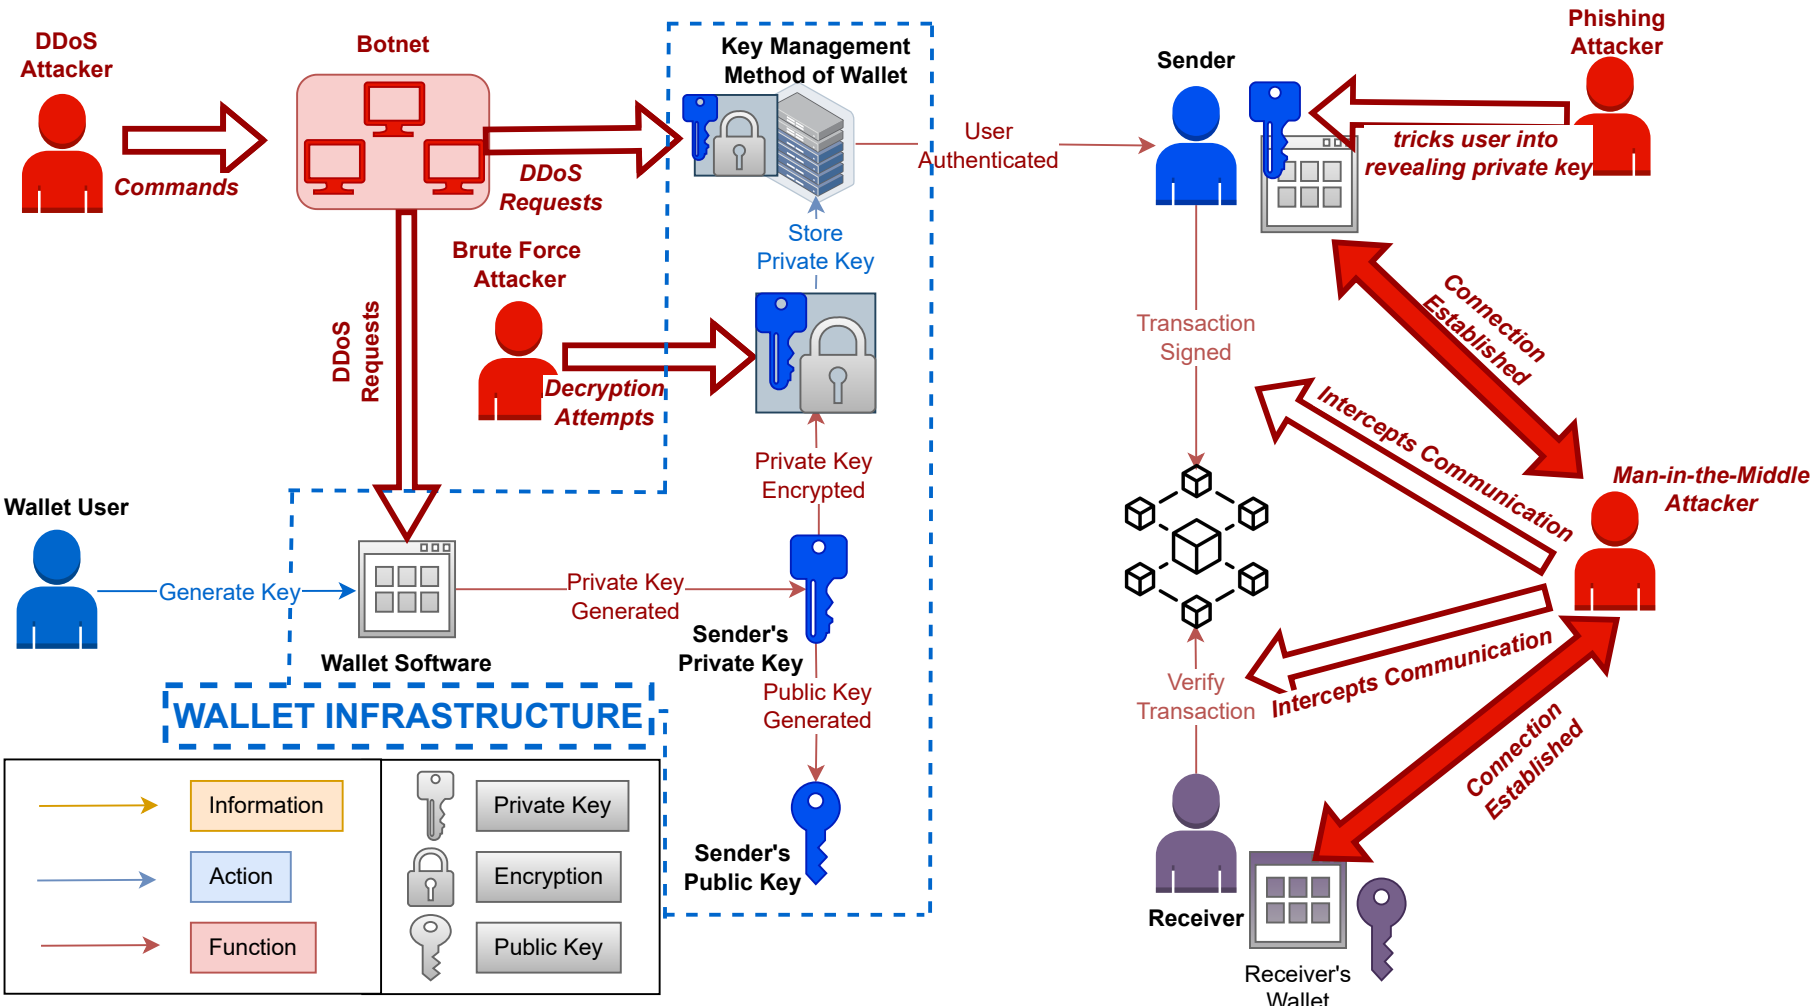 DDoS
Attacker
Commands
Botnet
DDoS
Requests
DDoS
Requests
Brute Force
Attacker
Decryption
Attempts
Key Management
Method of Wallet
Store
Private Key
Private Key
Encrypted
User
Authenticated
Sender
Phishing
Attacker
tricks user into
revealing private key
Transaction
Signed
Connection
Established
Intercepts Communication
Man-in-the-Middle
Attacker
Intercepts Communication
Connection
Established
Verify
Transaction
Receiver
Receiver's
Wallet
Wallet User
Generate Key
Wallet Software
Private Key
Generated
Sender's
Private Key
Public Key
Generated
Sender's
Public Key
WALLET INFRASTRUCTURE
Information
Action
Function
Private Key
Encryption
Public Key